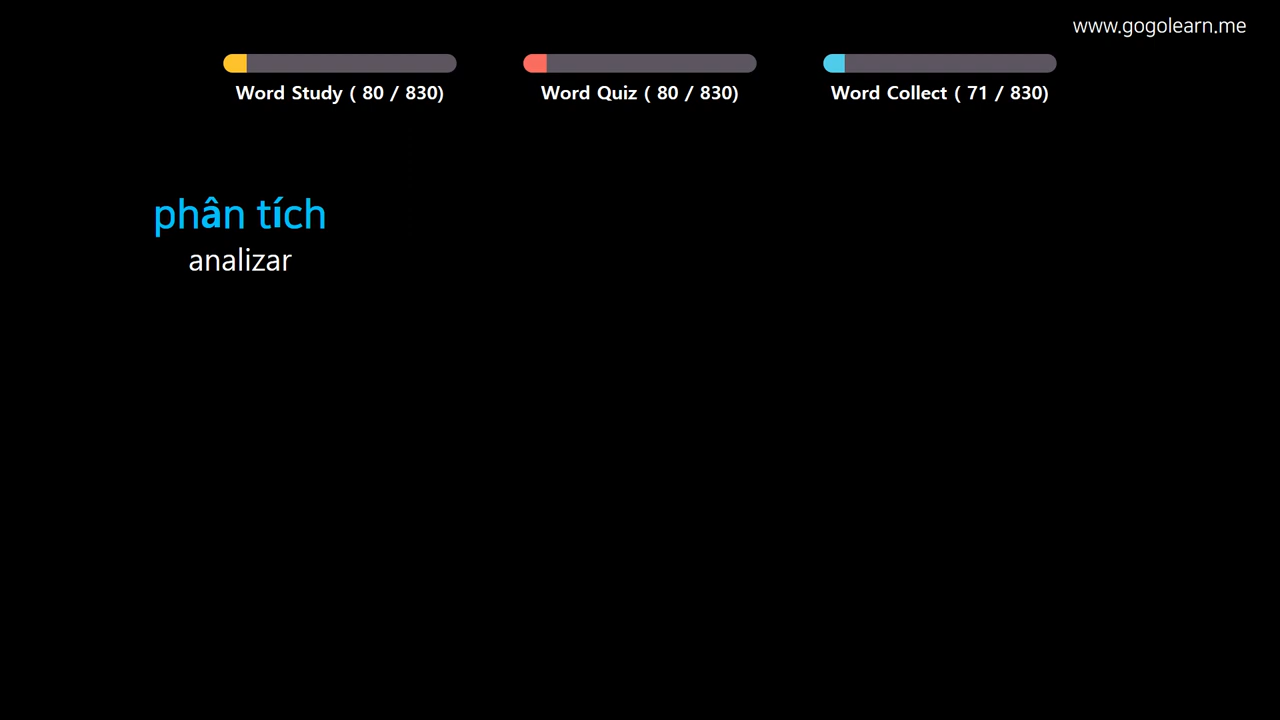 www.gogolearn.me
Word Study ( 80 / 830)
Word Quiz ( 80 / 830)
Word Collect ( 71 / 830)
phân tích
analizar